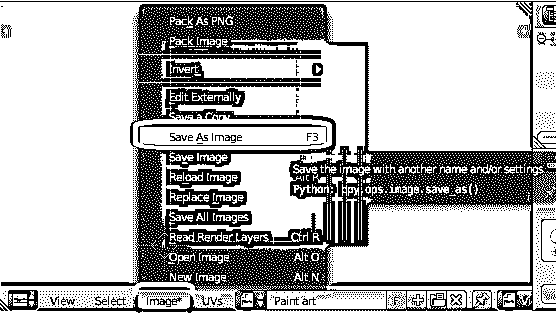 Pack As PNG
Pack Image
Invert
Edit Externally
Save a Copy
Save As Image F3
Save Image
Save the image with another name and/or settings
Reload Image Alt R
Python: bpy.ops.image.save_as()
Replace Image
Save All Images
Read Render Layers Ctrl R
Open Image Alt O
New Image Alt N
View Select Image* UVs Paint art